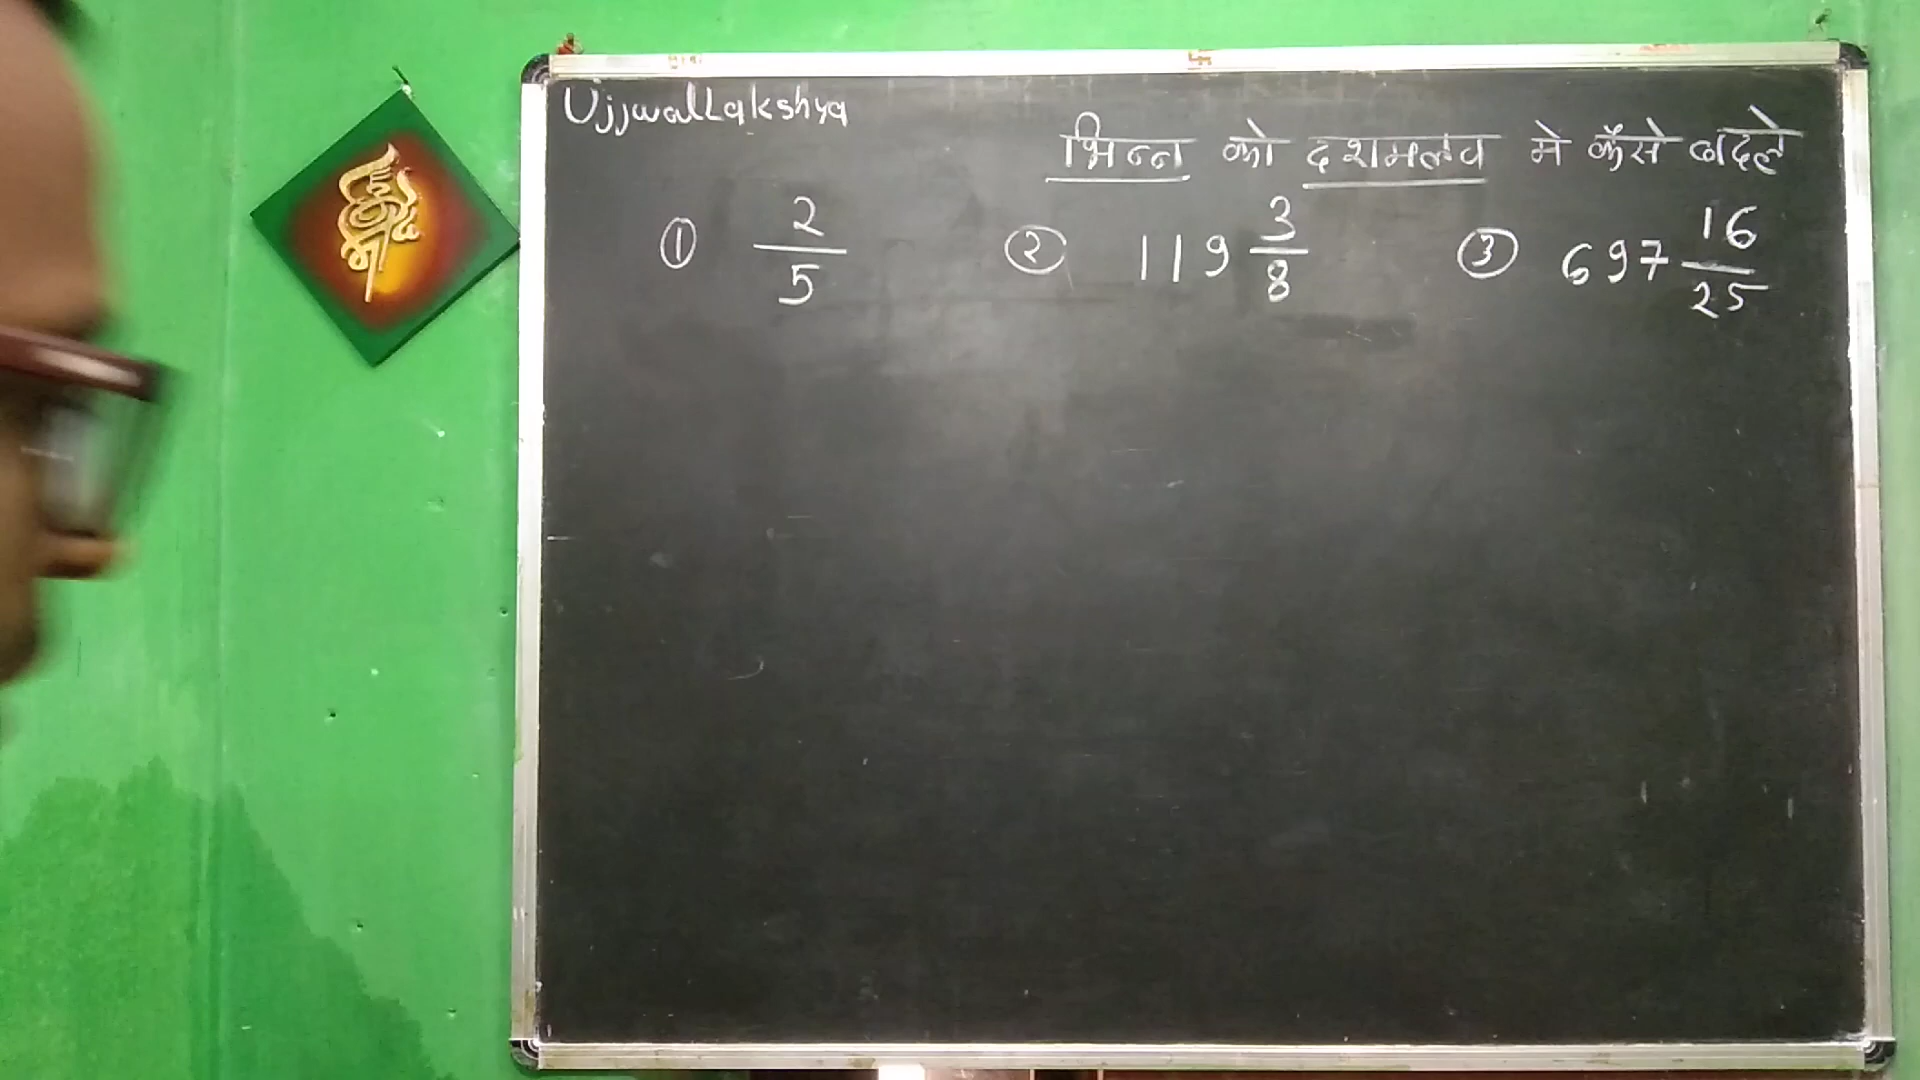 UjjwalLakshya
भिन्न को दशमलव मे कैसे बदले
① 2/5 ② 119 3/8 ③ 697 16/25